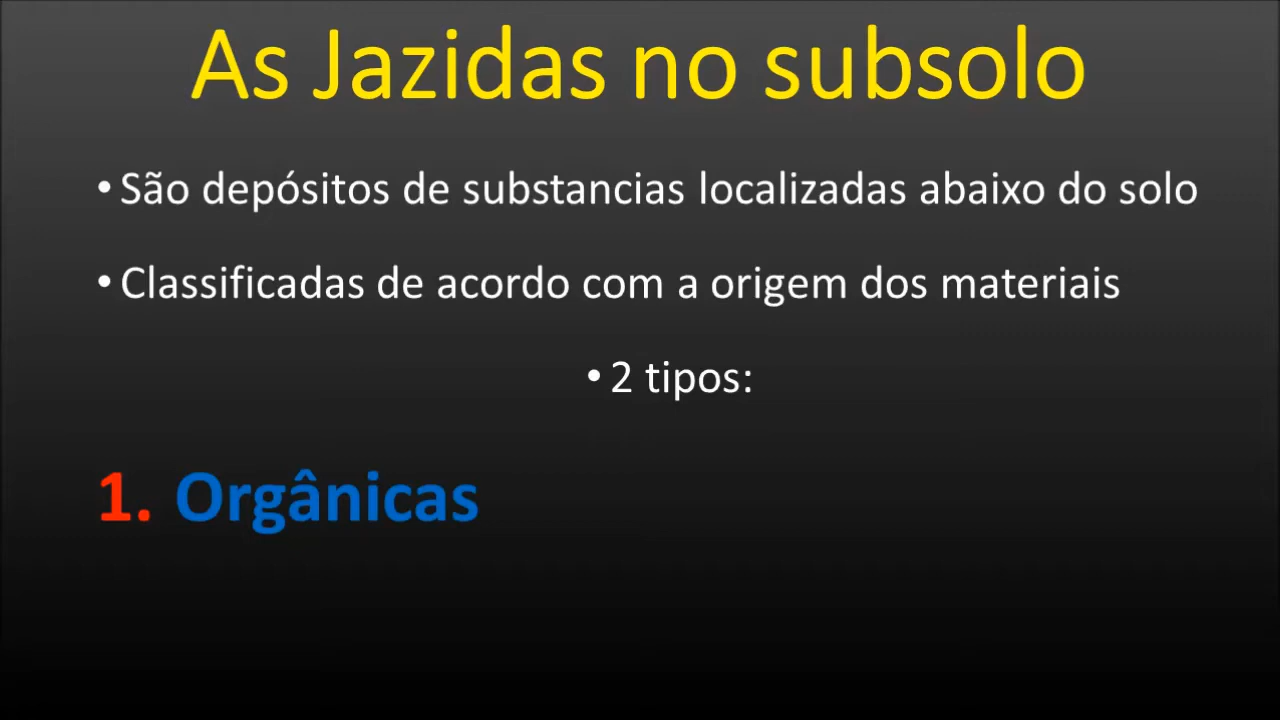 As Jazidas no subsolo
• São depósitos de substancias localizadas abaixo do solo
• Classificadas de acordo com a origem dos materiais
• 2 tipos:
1. Orgânicas